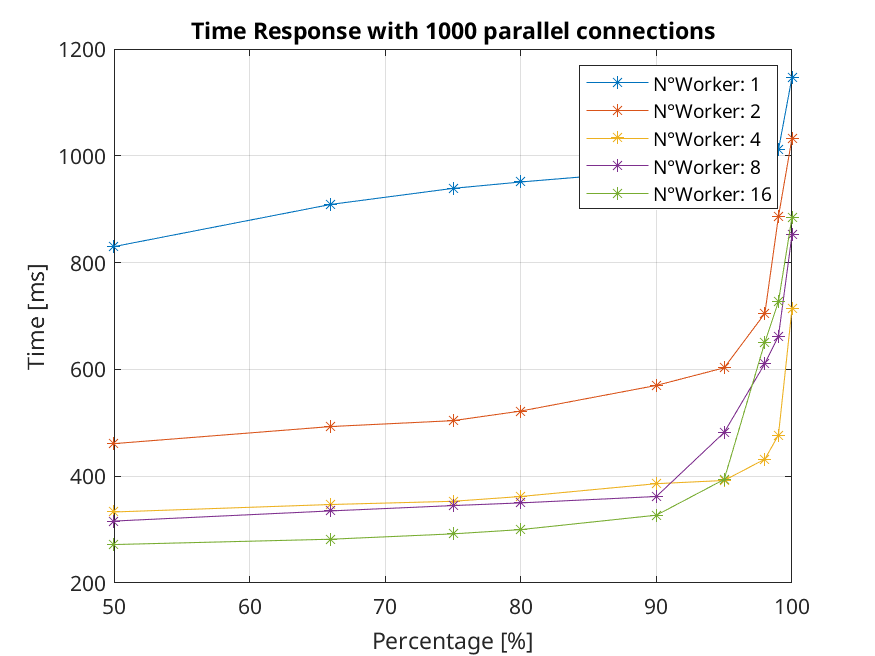 Time Response with 1000 parallel connections
1200
1000
800
600
400
200
Time [ms]
N°Worker: 1
N°Worker: 2
N°Worker: 4
N°Worker: 8
N°Worker: 16
50 60 70 80 90 100
Percentage [%]